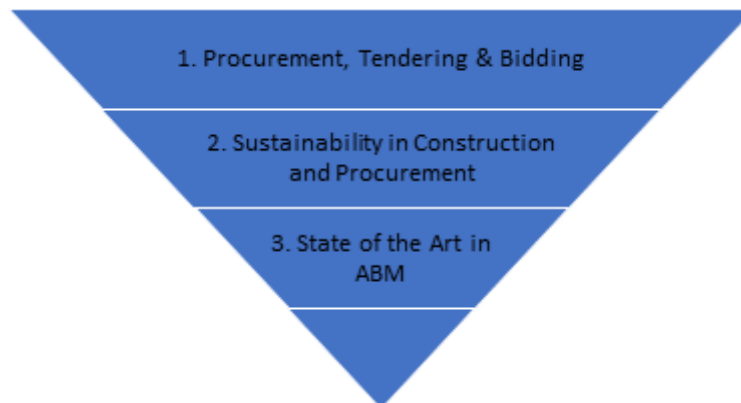 1. Procurement, Tendering & Bidding
2. Sustainability in Construction
and Procurement
3. State of the Art in
ABM